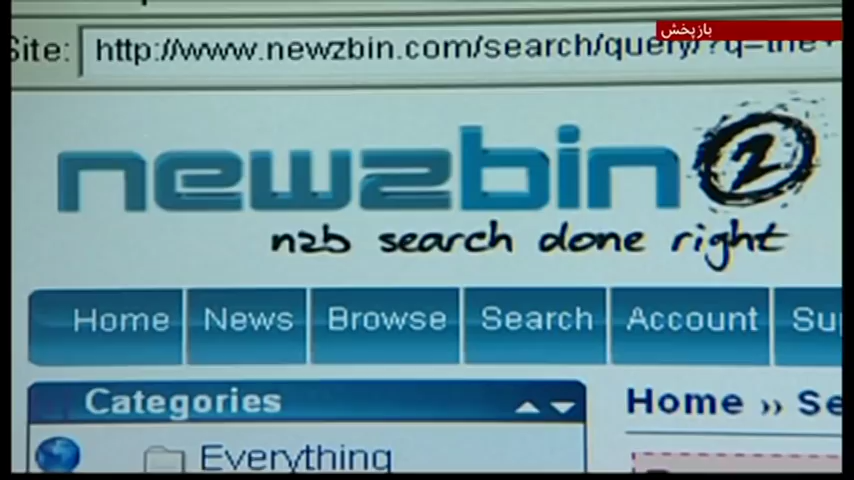 بازپخش
Site: http://www.newzbin.com/search/query/?q=the
newzbin 2
nzb search done right
Home News Browse Search Account
Categories
Home »
Everything